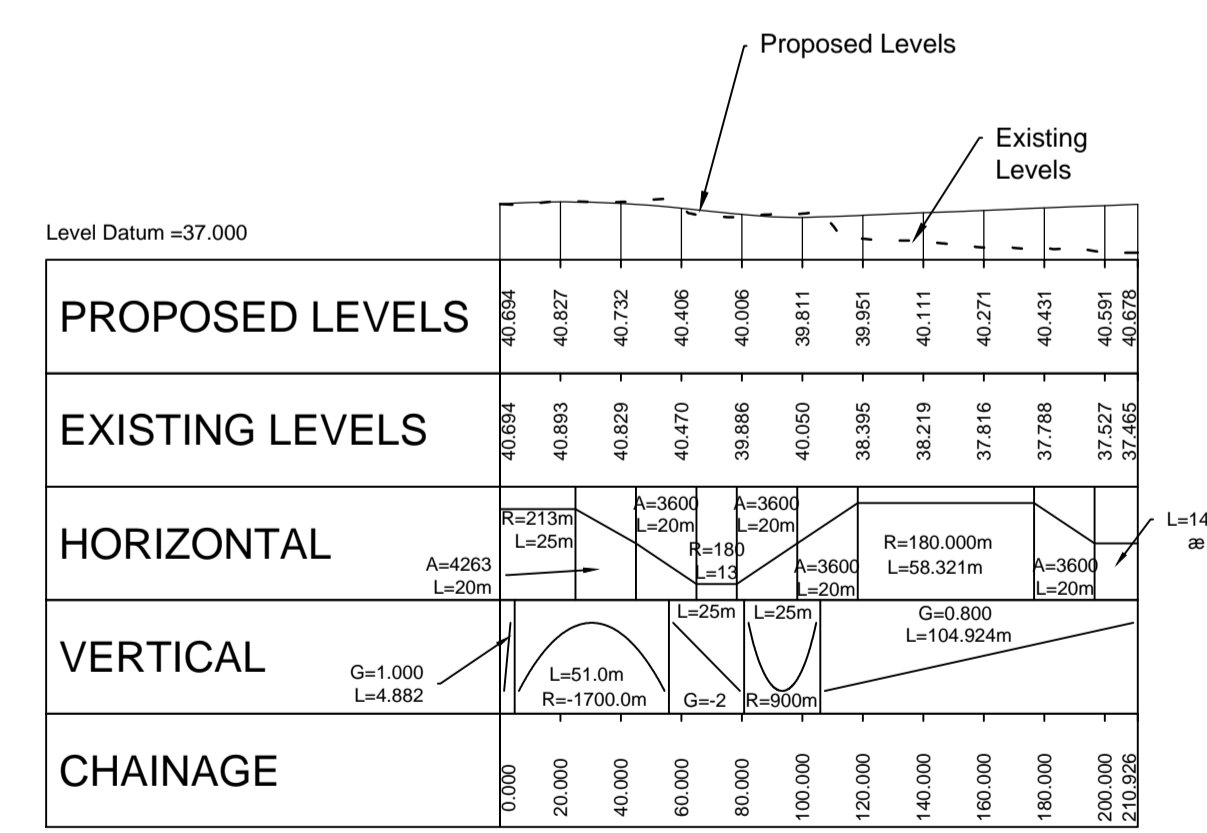 Proposed Levels
Existing
Levels
Level Datum =37.000
PROPOSED LEVELS
40.694
40.827
40.732
40.406
40.006
39.811
39.951
40.111
40.271
40.431
40.591
40.678
EXISTING LEVELS
40.694
40.893
40.829
40.470
39.886
40.050
38.395
38.219
37.816
37.788
37.527
37.465
HORIZONTAL
A=4263
L=20m
R=213m
L=25m
A=3600
L=20m
R=180
L=13
A=3600
L=20m
A=3600
L=20m
R=180.000m
L=58.321m
A=3600
L=20m
L=14
æ
VERTICAL
G=1.000
L=4.882
L=51.0m
R=-1700.0m
L=25m
G=-2
L=25m
R=900m
G=0.800
L=104.924m
CHAINAGE
0.000
20.000
40.000
60.000
80.000
100.000
120.000
140.000
160.000
180.000
200.000
210.926